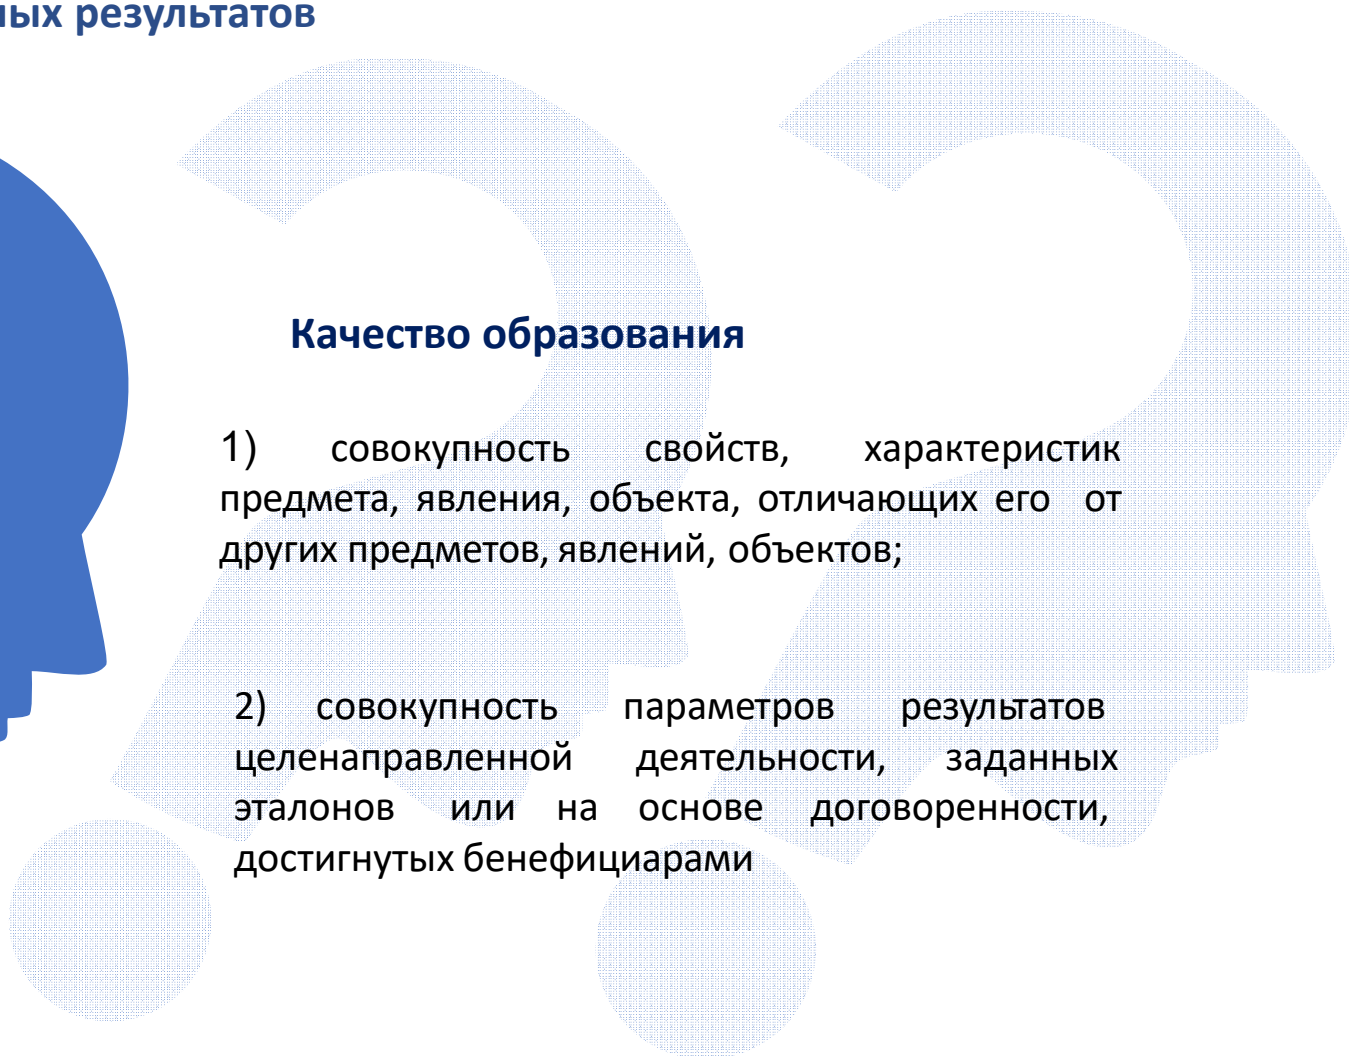 ных результатов
Качество образования
1) совокупность свойств, характеристик
предмета, явления, объекта, отличающих его от
других предметов, явлений, объектов;
2) совокупность параметров результатов
целенаправленной деятельности, заданных
эталонов или на основе договоренности,
достигнутых бенефициарами